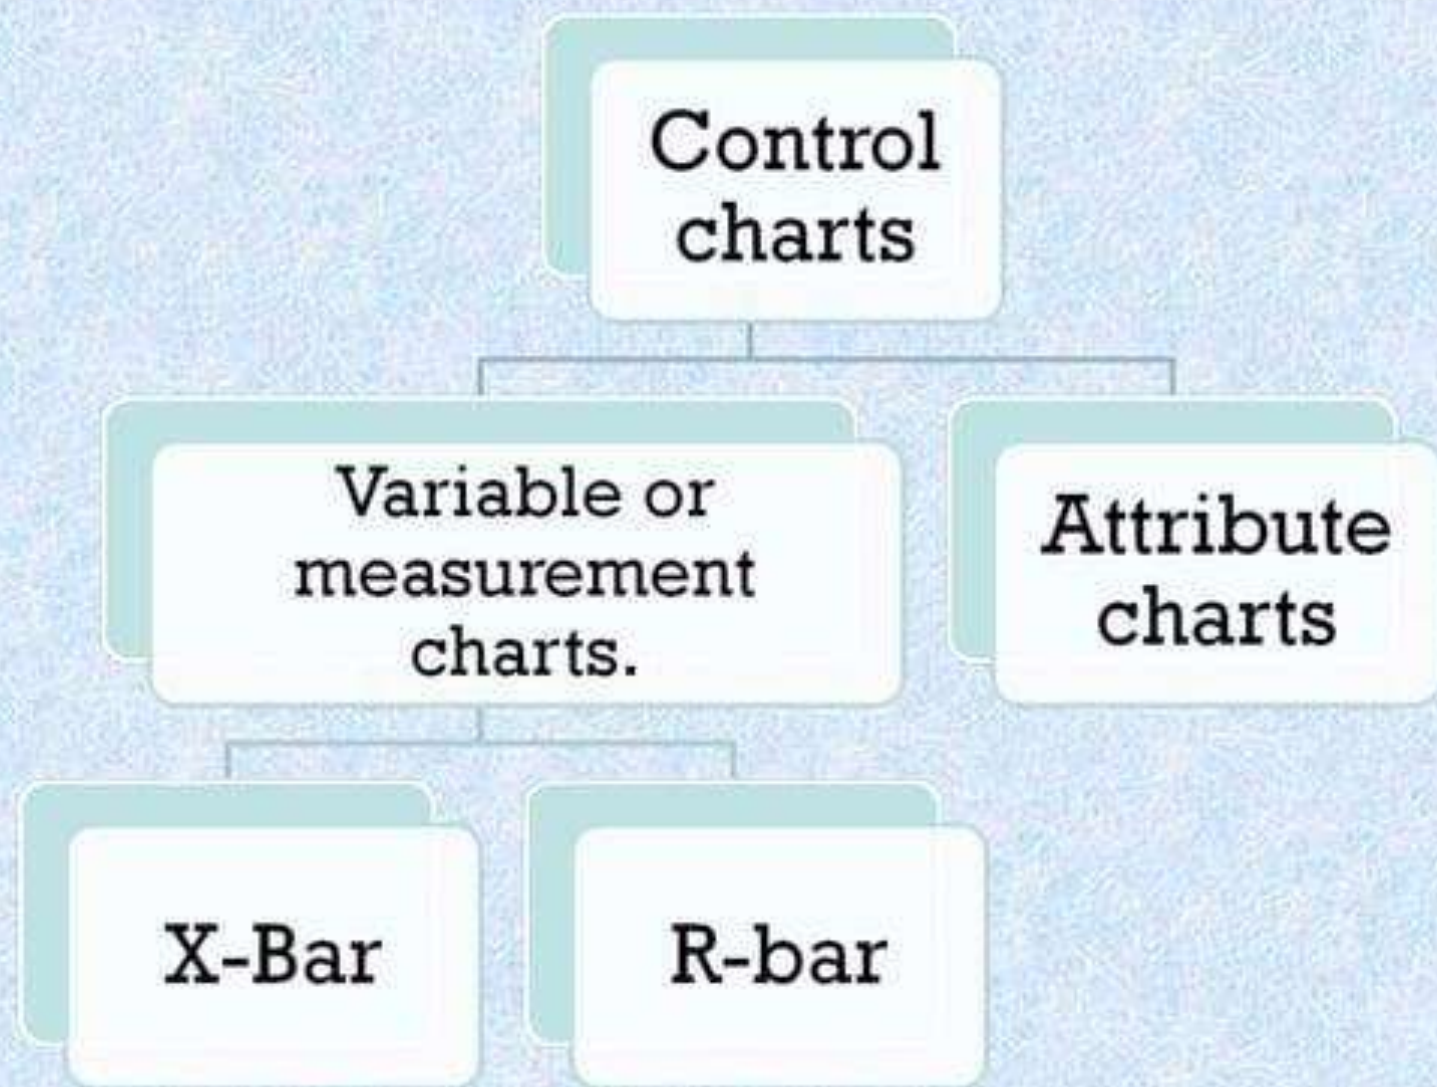 Control
charts
Variable or
measurement
charts.
Attribute
charts
X-Bar
R-bar